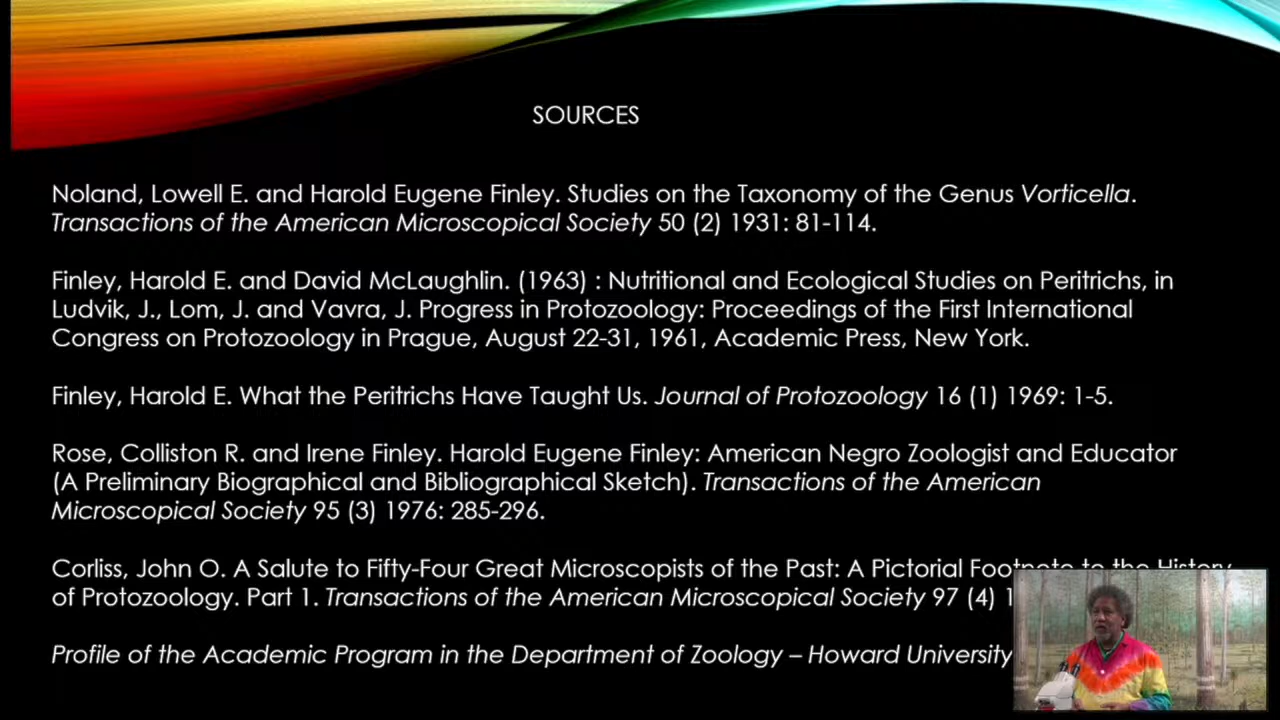 SOURCES
Noland, Lowell E. and Harold Eugene Finley. Studies on the Taxonomy of the Genus Vorticella.
Transactions of the American Microscopical Society 50 (2) 1931: 81-114.
Finley, Harold E. and David McLaughlin. (1963) : Nutritional and Ecological Studies on Peritrichs, in
Ludvik, J., Lom, J. and Vavra, J. Progress in Protozoology: Proceedings of the First International
Congress on Protozoology in Prague, August 22-31, 1961, Academic Press, New York.
Finley, Harold E. What the Peritrichs Have Taught Us. Journal of Protozoology 16 (1) 1969: 1-5.
Rose, Colliston R. and Irene Finley. Harold Eugene Finley: American Negro Zoologist and Educator
(A Preliminary Biographical and Bibliographical Sketch). Transactions of the American
Microscopical Society 95 (3) 1976: 285-296.
Corliss, John O. A Salute to Fifty-Four Great Microscopists of the Past: A Pictorial Footnote to the History
of Protozoology. Part 1. Transactions of the American Microscopical Society 97 (4)
Profile of the Academic Program in the Department of Zoology – Howard University